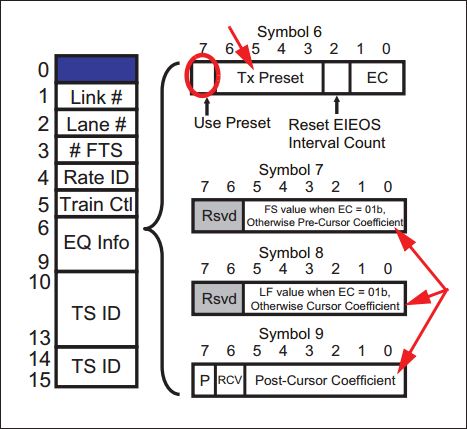 0
1 Link #
2 Lane #
3 # FTS
4 Rate ID
5 Train Ctl
6
EQ Info
9
10
TS ID
13
14
TS ID
15
Symbol 6
7 6 5 4 3 2 1 0
Tx Preset EC
Use Preset
Reset EIEOS
Interval Count
Symbol 7
7 6 5 4 3 2 1 0
Rsvd
FS value when EC = 01b,
Otherwise Pre-Cursor Coefficient
Symbol 8
7 6 5 4 3 2 1 0
Rsvd
LF value when EC = 01b,
Otherwise Cursor Coefficient
Symbol 9
7 6 5 4 3 2 1 0
P RCV Post-Cursor Coefficient